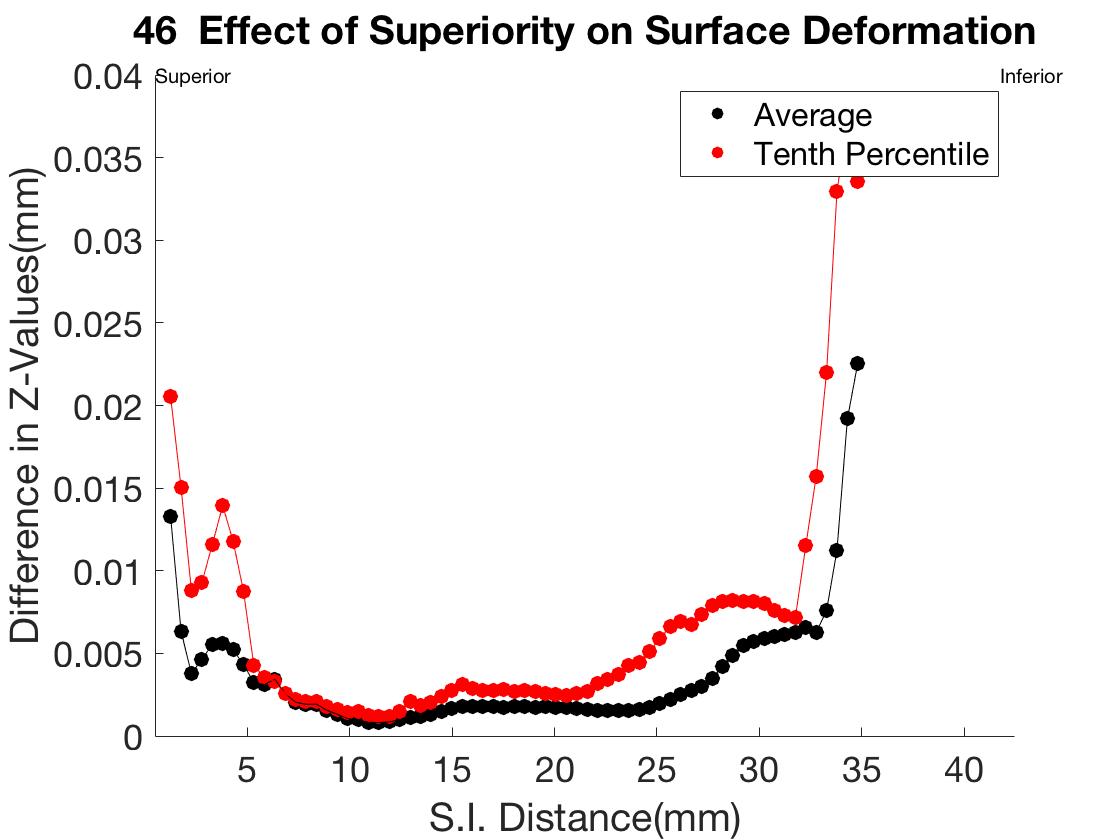 46  Effect of Superiority on Surface Deformation
Superior
Inferior
Average
Tenth Percentile
Difference in Z-Values(mm)
0.04
0.035
0.03
0.025
0.02
0.015
0.01
0.005
0
5 10 15 20 25 30 35 40
S.I. Distance(mm)